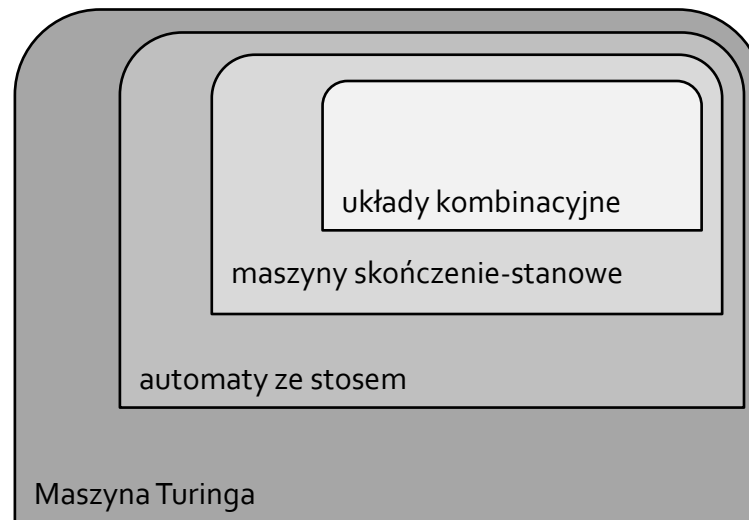 układy kombinacyjne
maszyny skończenie-stanowe
automaty ze stosem
Maszyna Turinga